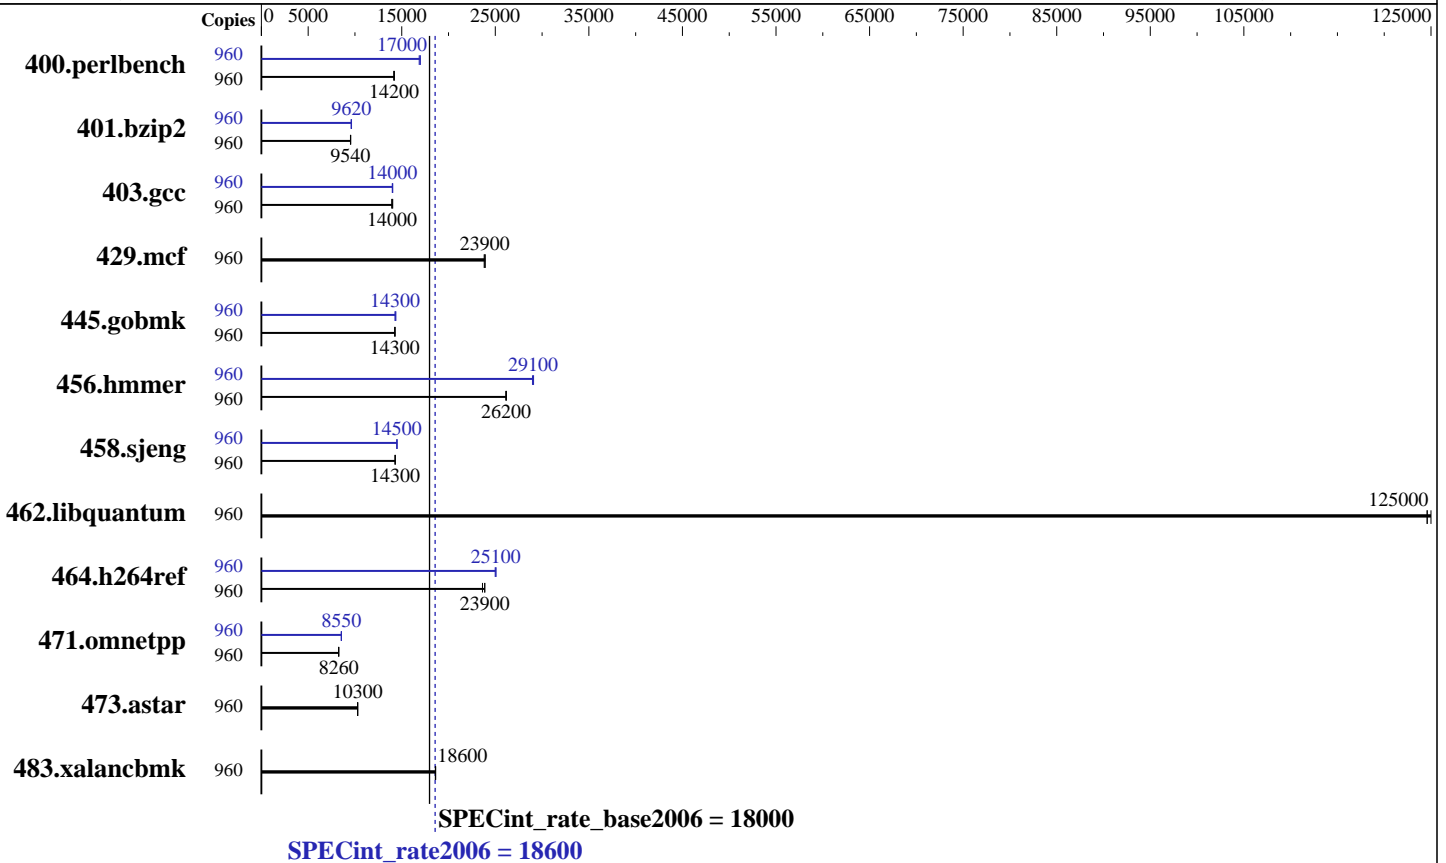 Copies 0 5000 15000 25000 35000 45000 55000 65000 75000 85000 95000 105000 125000
400.perlbench 960 17000
960 14200
401.bzip2 960 9620
960 9540
403.gcc 960 14000
960 14000
429.mcf 960 23900
445.gobmk 960 14300
960 14300
456.hmmer 960 29100
960 26200
458.sjeng 960 14500
960 14300
462.libquantum 960 125000
464.h264ref 960 25100
960 23900
471.omnetpp 960 8550
960 8260
473.astar 960 10300
483.xalancbmk 960 18600
SPECint_rate_base2006 = 18000
SPECint_rate2006 = 18600